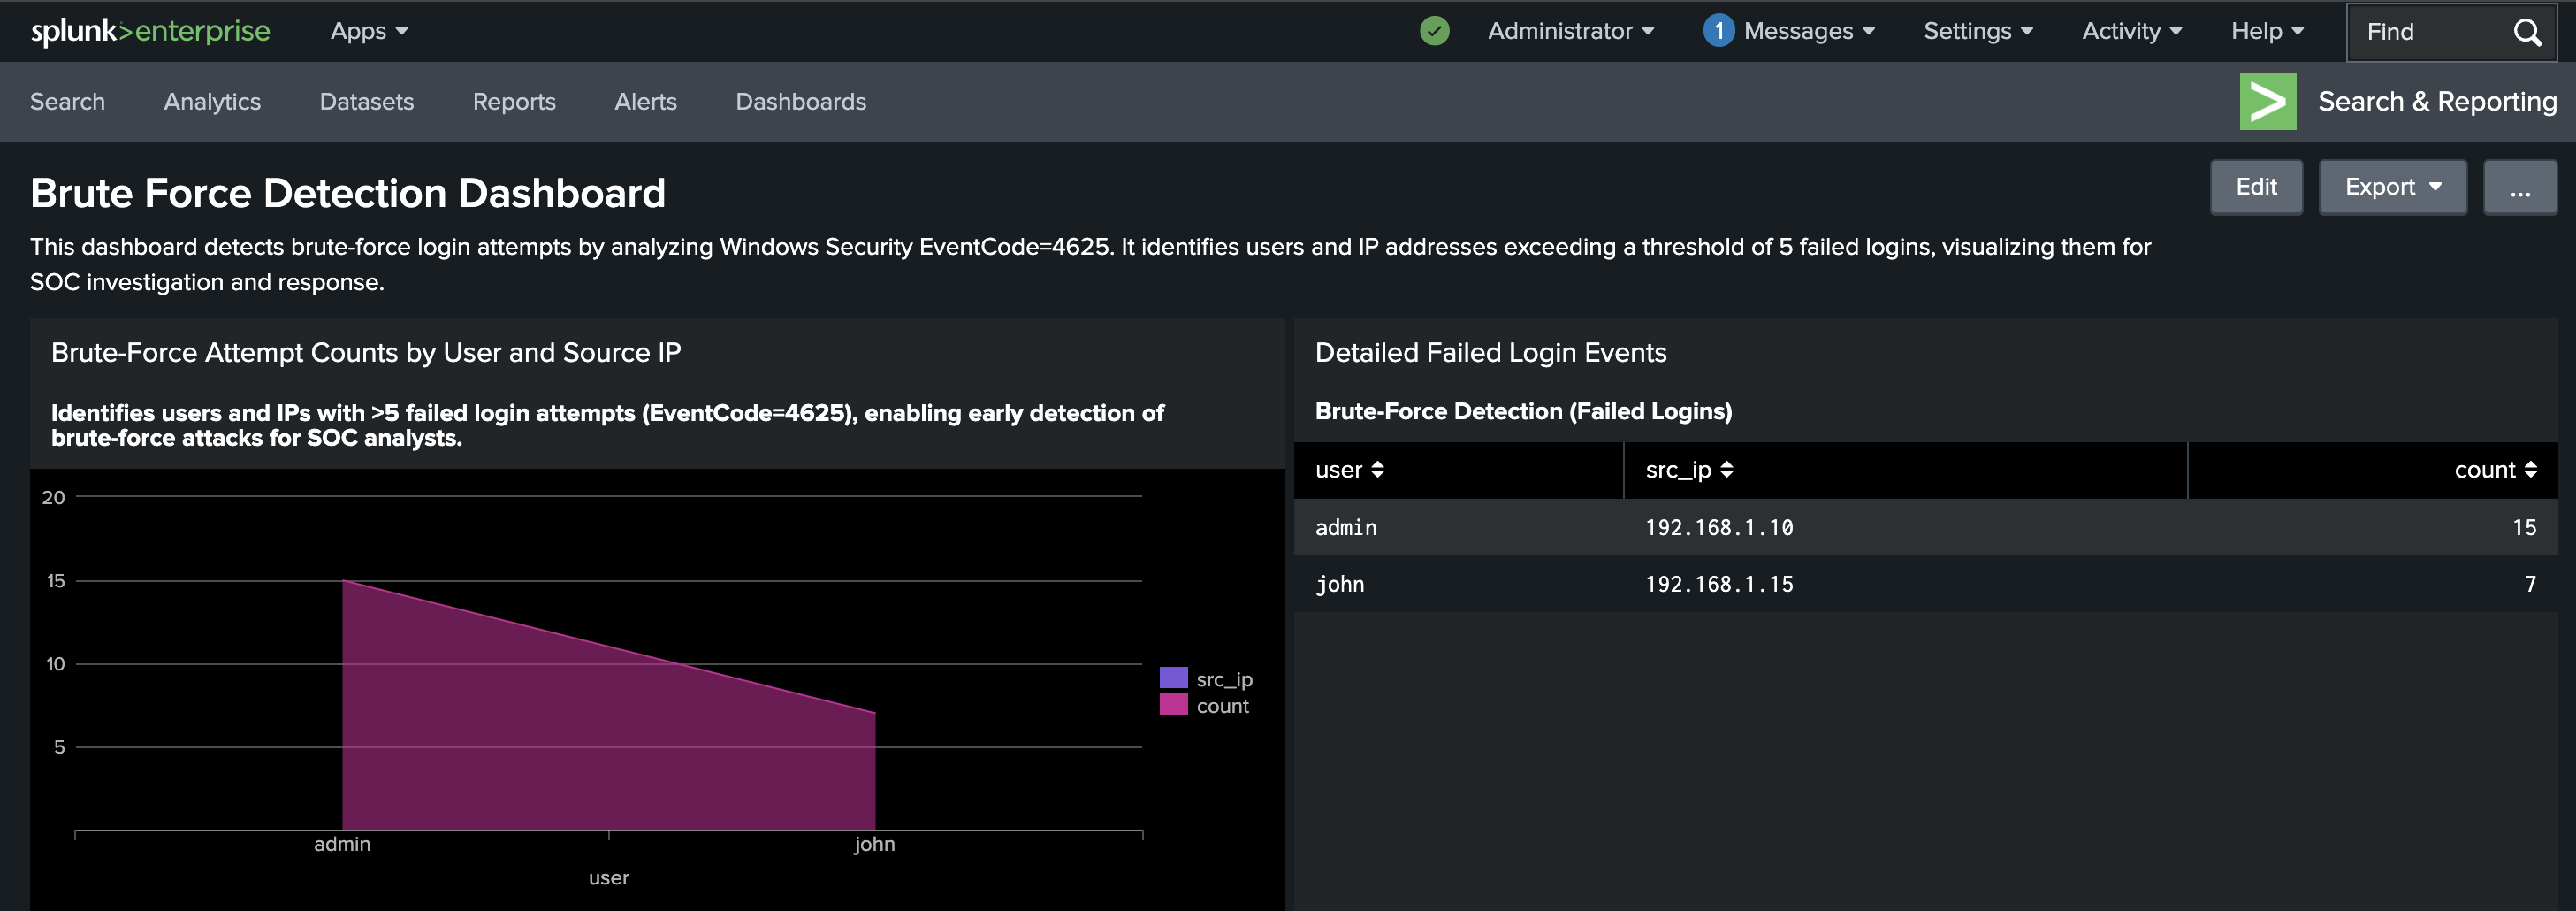 splunk>enterprise Apps Administrator 1 Messages Settings Activity Help Find
Search Analytics Datasets Reports Alerts Dashboards Search & Reporting
Brute Force Detection Dashboard
Edit Export ...
This dashboard detects brute-force login attempts by analyzing Windows Security EventCode=4625. It identifies users and IP addresses exceeding a threshold of 5 failed logins, visualizing them for
SOC investigation and response.
Brute-Force Attempt Counts by User and Source IP
Identifies users and IPs with >5 failed login attempts (EventCode=4625), enabling early detection of
brute-force attacks for SOC analysts.
20
15
10
5
admin john
user
src_ip
count
Detailed Failed Login Events
Brute-Force Detection (Failed Logins)
user src_ip count
admin 192.168.1.10 15
john 192.168.1.15 7